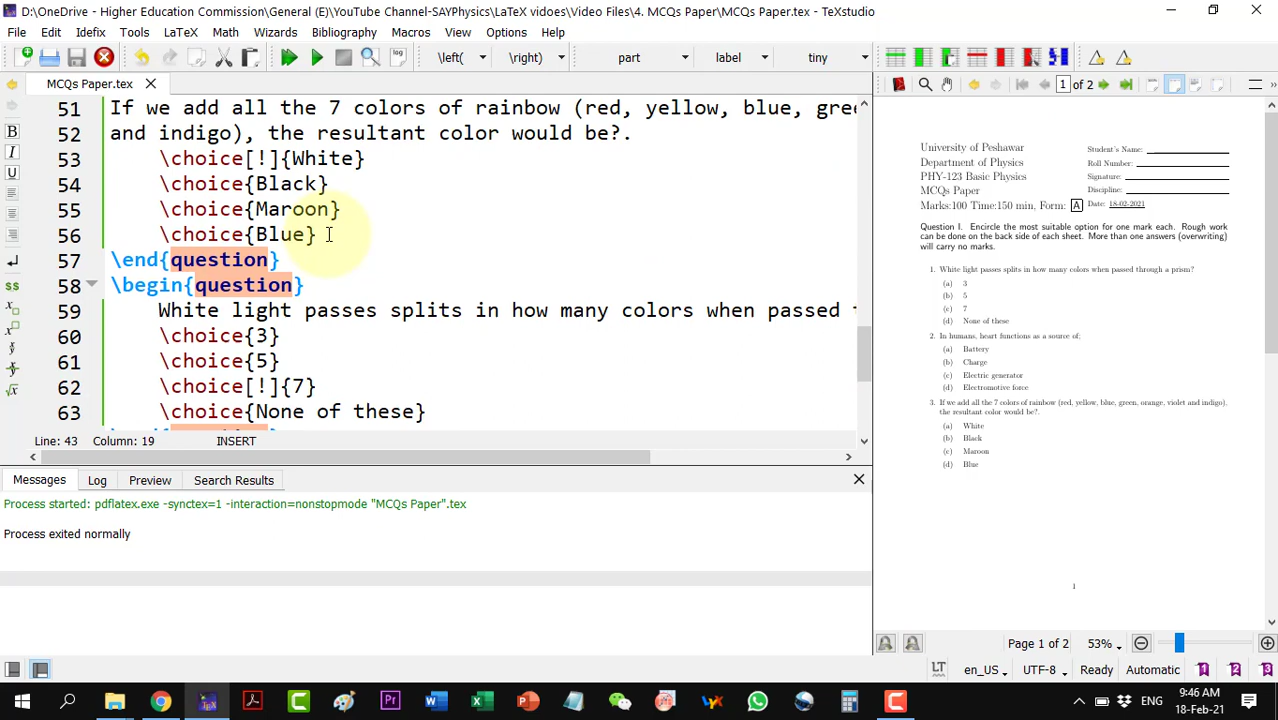 D:\OneDrive - Higher Education Commission\General (E)\YouTube Channel-SAYPhysics\LaTeX vidoes\Video Files\4. MCQs Paper\MCQs Paper.tex - TeXstudio
File Edit Idefix Tools LaTeX Math Wizards Bibliography Macros View Options Help
\left( \right) part label tiny
MCQs Paper.tex
1 of 2
51 If we add all the 7 colors of rainbow (red, yellow, blue, gree
52 and indigo), the resultant color would be?.
53 \choice[!]{White}
54 \choice{Black}
55 \choice{Maroon}
56 \choice{Blue}
57 \end{question}
58 \begin{question}
59 White light passes splits in how many colors when passed t
60 \choice{3}
61 \choice{5}
62 \choice[!]{7}
63 \choice{None of these}
Line: 43 Column: 19 INSERT
Messages Log Preview Search Results
Process started: pdflatex.exe -synctex=1 -interaction=nonstopmode "MCQs Paper".tex
Process exited normally
University of Peshawar
Department of Physics
PHY-123 Basic Physics
MCQs Paper
Marks:100 Time:150 min, Form: A
Student's Name:
Roll Number:
Signature:
Discipline:
Date: 18-02-2021
Question I. Encircle the most suitable option for one mark each. Rough work
can be done on the back side of each sheet. More than one answers (overwriting)
will carry no marks.
1. White light passes splits in how many colors when passed through a prism?
(a) 3
(b) 5
(c) 7
(d) None of these
2. In humans, heart functions as a source of;
(a) Battery
(b) Charge
(c) Electric generator
(d) Electromotive force
3. If we add all the 7 colors of rainbow (red, yellow, blue, green, orange, violet and indigo),
the resultant color would be?.
(a) White
(b) Black
(c) Maroon
(d) Blue
1
Page 1 of 2 53%
LT en_US UTF-8 Ready Automatic 1 2 3
ENG
9:46 AM
18-Feb-21